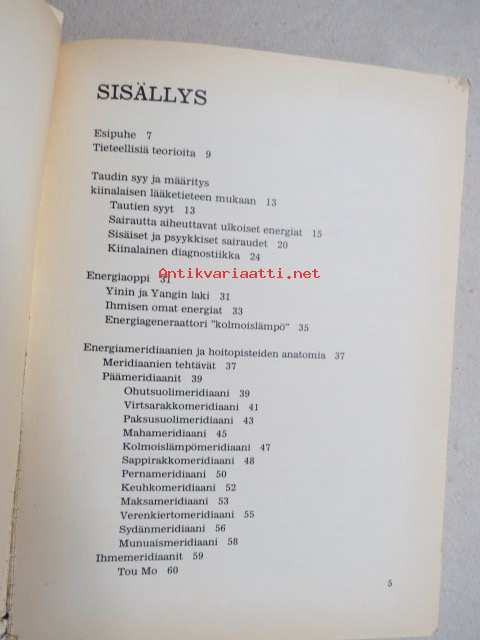 SISÄLLYS
Esipuhe 7
Tieteellisiä teorioita 9
Taudin syy ja määritys
kiinalaisen lääketieteen mukaan 13
Tautien syyt 13
Sairautta aiheuttavat ulkoiset energiat 15
Sisäiset ja psyykkiset sairaudet 20
Kiinalainen diagnostiikka 24
Antikvariaatti.net
Energiaoppi 31
Yinin ja Yangin laki 31
Ihmisen omat energiat 33
Energiageneraattori "kolmoislämpö" 35
Energiameridiaanien ja hoitopisteiden anatomia 37
Meridiaanien tehtävät 37
Päämeridiaanit 39
Ohutsuolimeridiaani 39
Virtsarakkomeridiaani 41
Paksusuolimeridiaani 43
Mahameridiaani 45
Kolmoislämpömeridiaani 47
Sappirakkomeridiaani 48
Pernameridiaani 50
Keuhkomeridiaani 52
Maksameridiaani 53
Verenkiertomeridiaani 55
Sydänmeridiaani 56
Munuaismeridiaani 58
Ihmemeridiaanit 59
Tou Mo 60
5